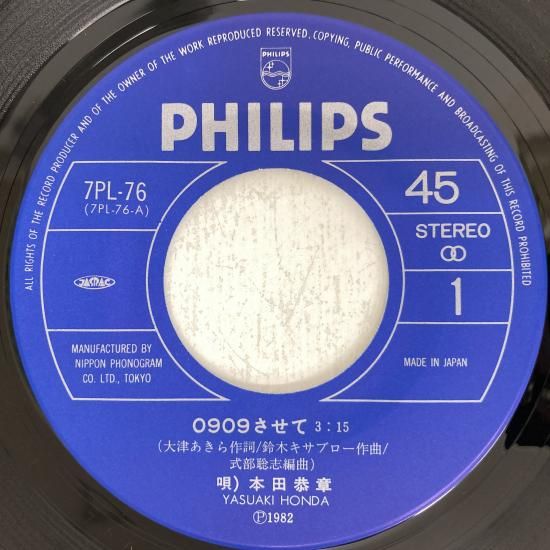 ALL RIGHTS OF THE RECORD PRODUCER AND OF THE OWNER OF THE WORK REPRODUCED RESERVED. COPYING, PUBLIC PERFORMANCE AND BROADCASTING OF THIS RECORD PROHIBITED
PHILIPS
PHILIPS
7PL-76
(7PL-76-A)
45
STEREO
1
JASRAC
MANUFACTURED BY
NIPPON PHONOGRAM
CO. LTD., TOKYO
MADE IN JAPAN
0909させて 3:15
(大津あきら作詞/鈴木キサブロー作曲/
式部聡志編曲)
唄) 本田恭章
YASUAKI HONDA
Ⓟ1982